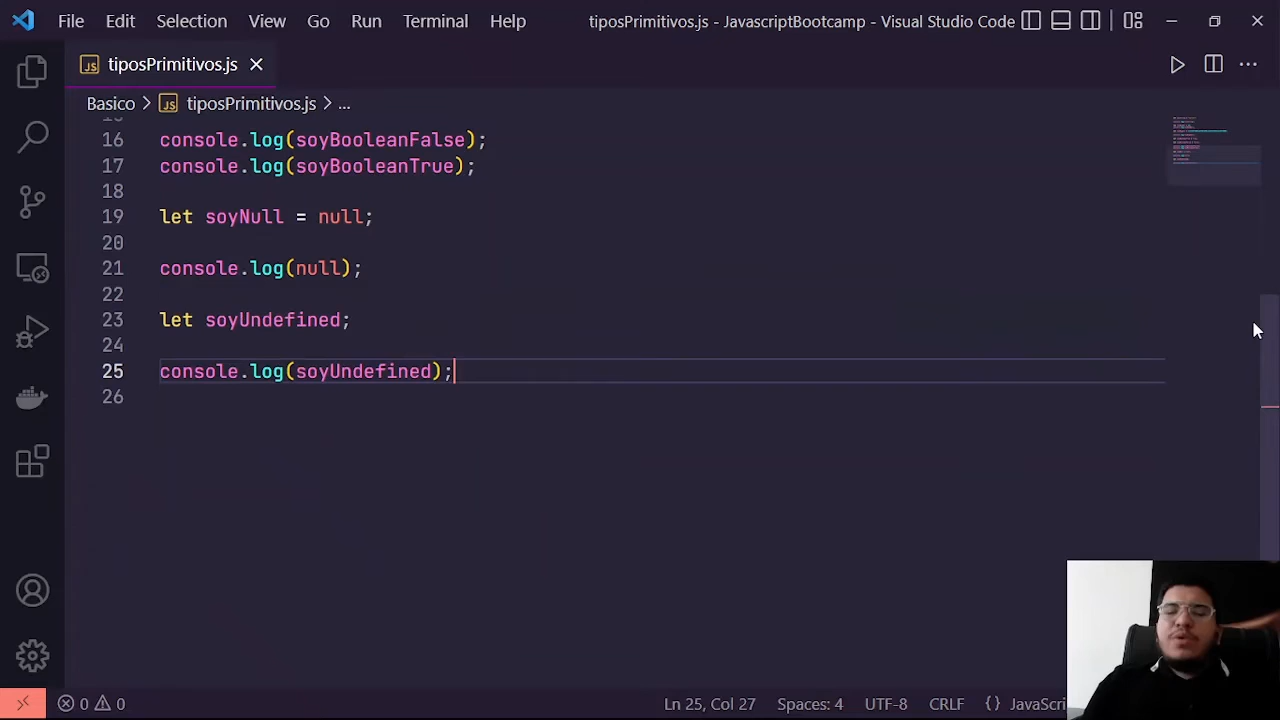 File Edit Selection View Go Run Terminal Help tiposPrimitivos.js - JavascriptBootcamp - Visual Studio Code
JS tiposPrimitivos.js
Basico > JS tiposPrimitivos.js > ...
16 console.log(soyBooleanFalse);
17 console.log(soyBooleanTrue);
18
19 let soyNull = null;
20
21 console.log(null);
22
23 let soyUndefined;
24
25 console.log(soyUndefined);
26
0 0 Ln 25, Col 27 Spaces: 4 UTF-8 CRLF {} JavaScri